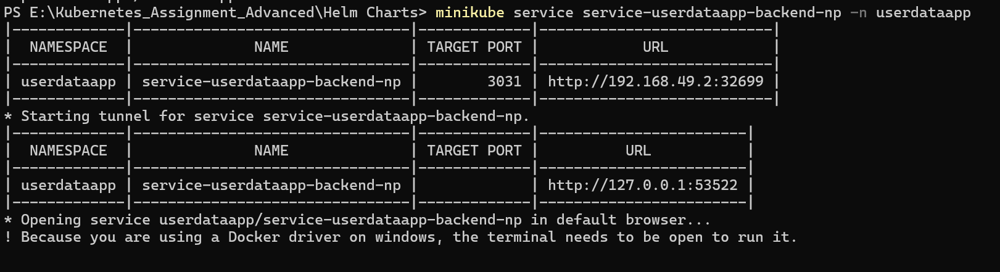 PS E:\Kubernetes_Assignment_Advanced\Helm Charts> minikube service service-userdataapp-backend-np -n userdataapp
|-------------|--------------------------------|-------------|---------------------------|
|  NAMESPACE  |              NAME              | TARGET PORT |            URL            |
|-------------|--------------------------------|-------------|---------------------------|
| userdataapp | service-userdataapp-backend-np |        3031 | http://192.168.49.2:32699 |
|-------------|--------------------------------|-------------|---------------------------|
* Starting tunnel for service service-userdataapp-backend-np.
|-------------|--------------------------------|-------------|------------------------|
|  NAMESPACE  |              NAME              | TARGET PORT |          URL           |
|-------------|--------------------------------|-------------|------------------------|
| userdataapp | service-userdataapp-backend-np |             | http://127.0.0.1:53522 |
|-------------|--------------------------------|-------------|------------------------|
* Opening service userdataapp/service-userdataapp-backend-np in default browser...
! Because you are using a Docker driver on windows, the terminal needs to be open to run it.